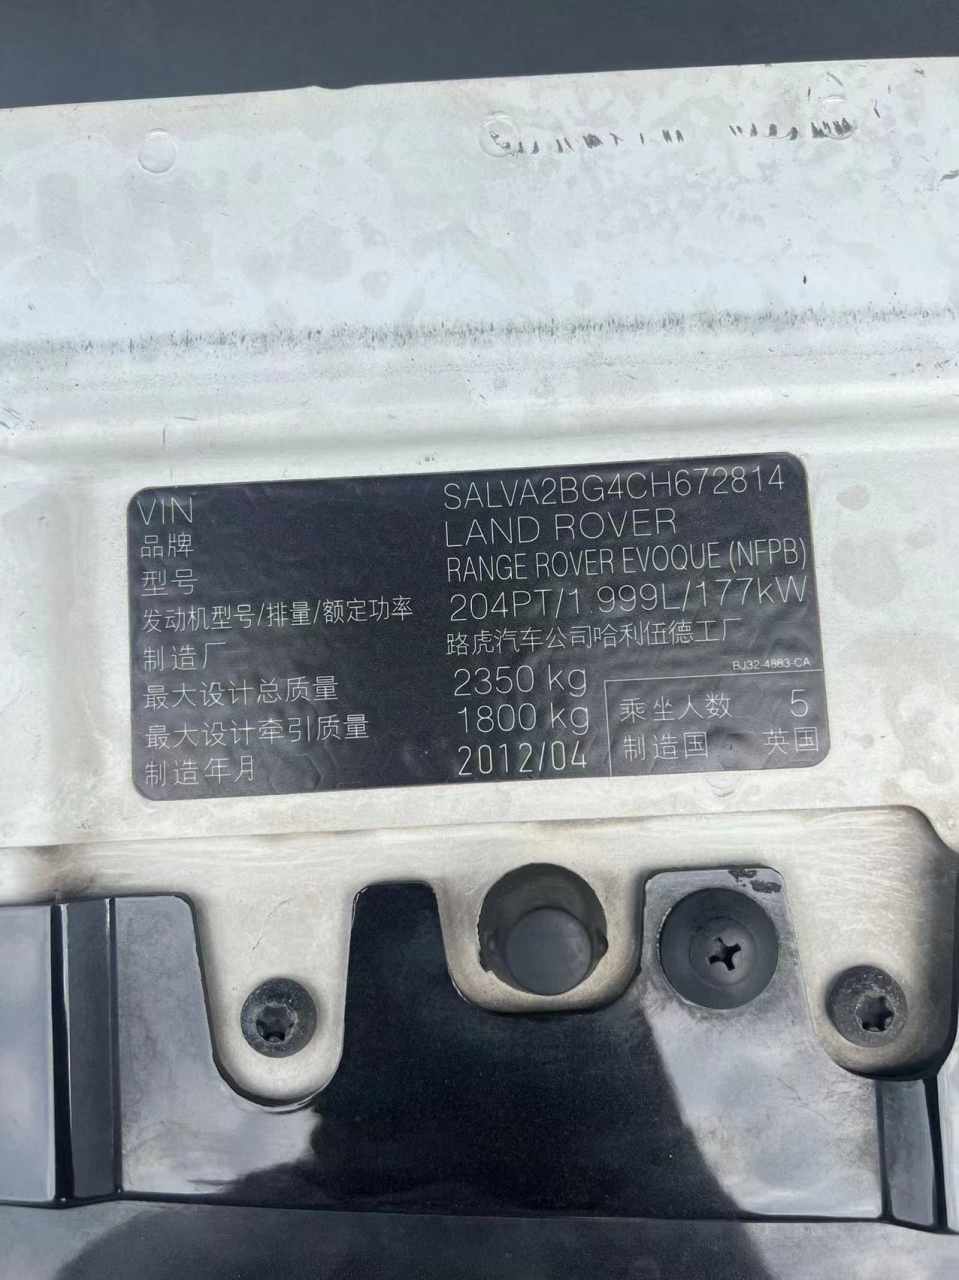 VIN SALVA2BG4CH672814
品牌 LAND ROVER
型号 RANGE ROVER EVOQUE (NFPB)
发动机型号/排量/额定功率 204PT/1.999L/177kW
制造厂 路虎汽车公司哈利伍德工厂
BJ32-4883-CA
最大设计总质量 2350 kg
最大设计牵引质量 1800 kg
制造年月 2012/04
乘坐人数 5
制造国 英国